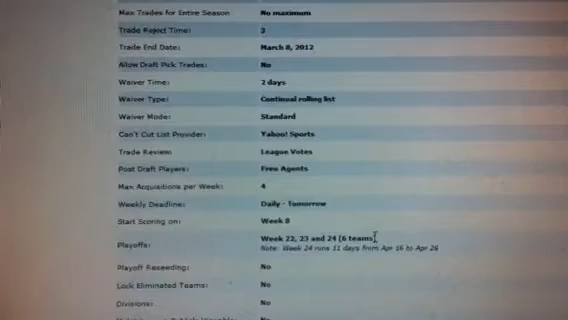 Max Trades for Entire Season No maximum
Trade Reject Time: 3
Trade End Date: March 8, 2012
Allow Draft Pick Trades: No
Waiver Time: 2 days
Waiver Type: Continual rolling list
Waiver Mode: Standard
Can't Cut List Provider: Yahoo! Sports
Trade Review: League Votes
Post Draft Players: Free Agents
Max Acquisitions per Week: 4
Weekly Deadline: Daily - Tomorrow
Start Scoring on: Week 8
Playoffs: Week 22, 23 and 24 (6 teams)
Note: Week 24 runs 11 days from Apr 16 to Apr 26
Playoff Reseeding: No
Lock Eliminated Teams: No
Divisions: No
No